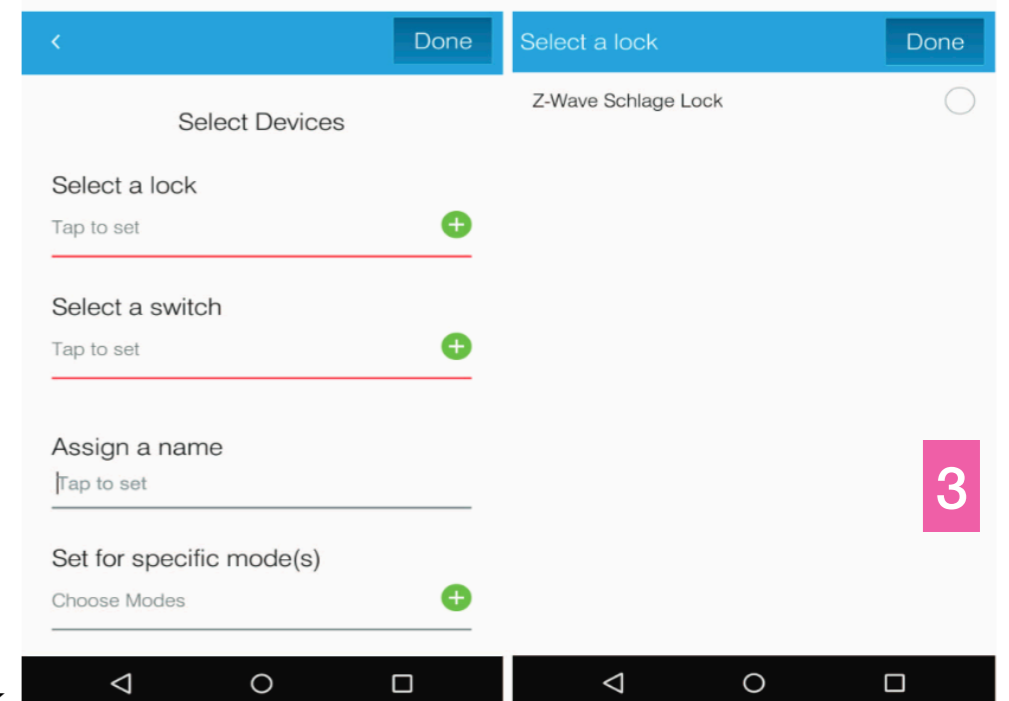 Done
Select Devices
Select a lock
Tap to set
Select a switch
Tap to set
Assign a name
Tap to set
Set for specific mode(s)
Choose Modes
Select a lock
Done
Z-Wave Schlage Lock
3